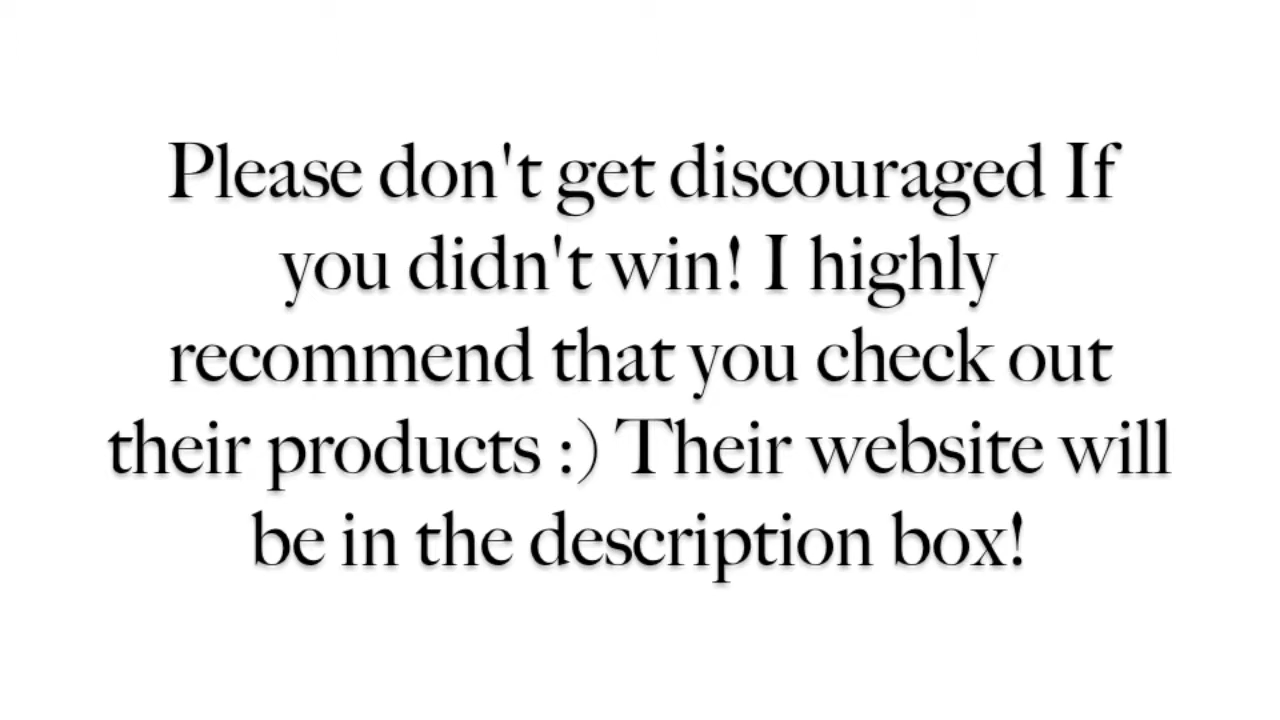 Please don't get discouraged If
you didn't win! I highly
recommend that you check out
their products :) Their website will
be in the description box!